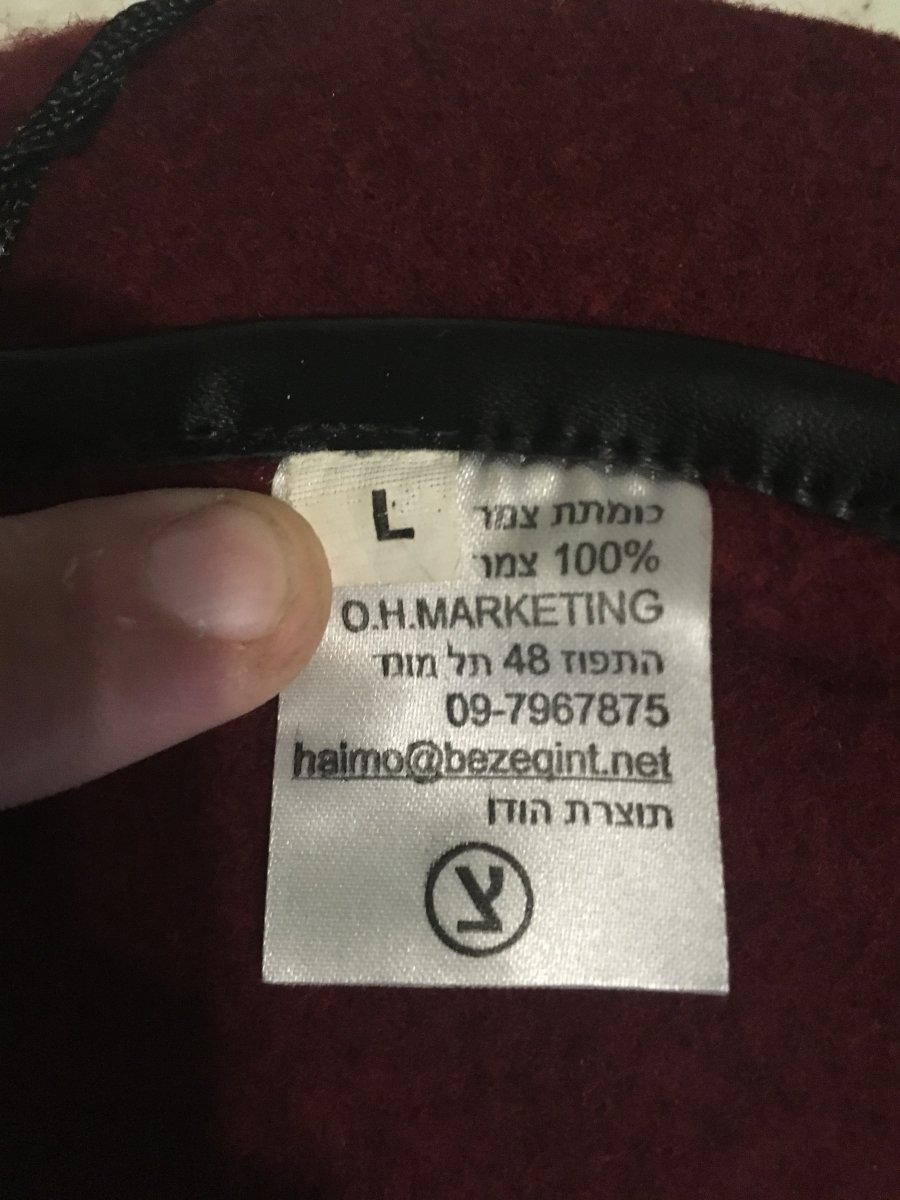 L
כומתת צמר
100% צמר
O.H.MARKETING
התפוז 48 תל מונד
09-7967875
haimo@bezeqint.net
תוצרת הודו
צ